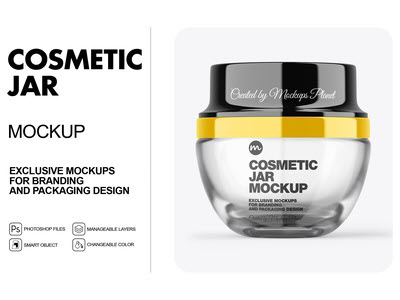 COSMETIC
JAR
MOCKUP
EXCLUSIVE MOCKUPS
FOR BRANDING
AND PACKAGING DESIGN
Ps PHOTOSHOP FILES
MANAGEABLE LAYERS
SMART OBJECT
CHANGEABLE COLOR
Created by Mockups Planet
m
COSMETIC
JAR
MOCKUP
EXCLUSIVE MOCKUPS
FOR BRANDING
AND PACKAGING DESIGN